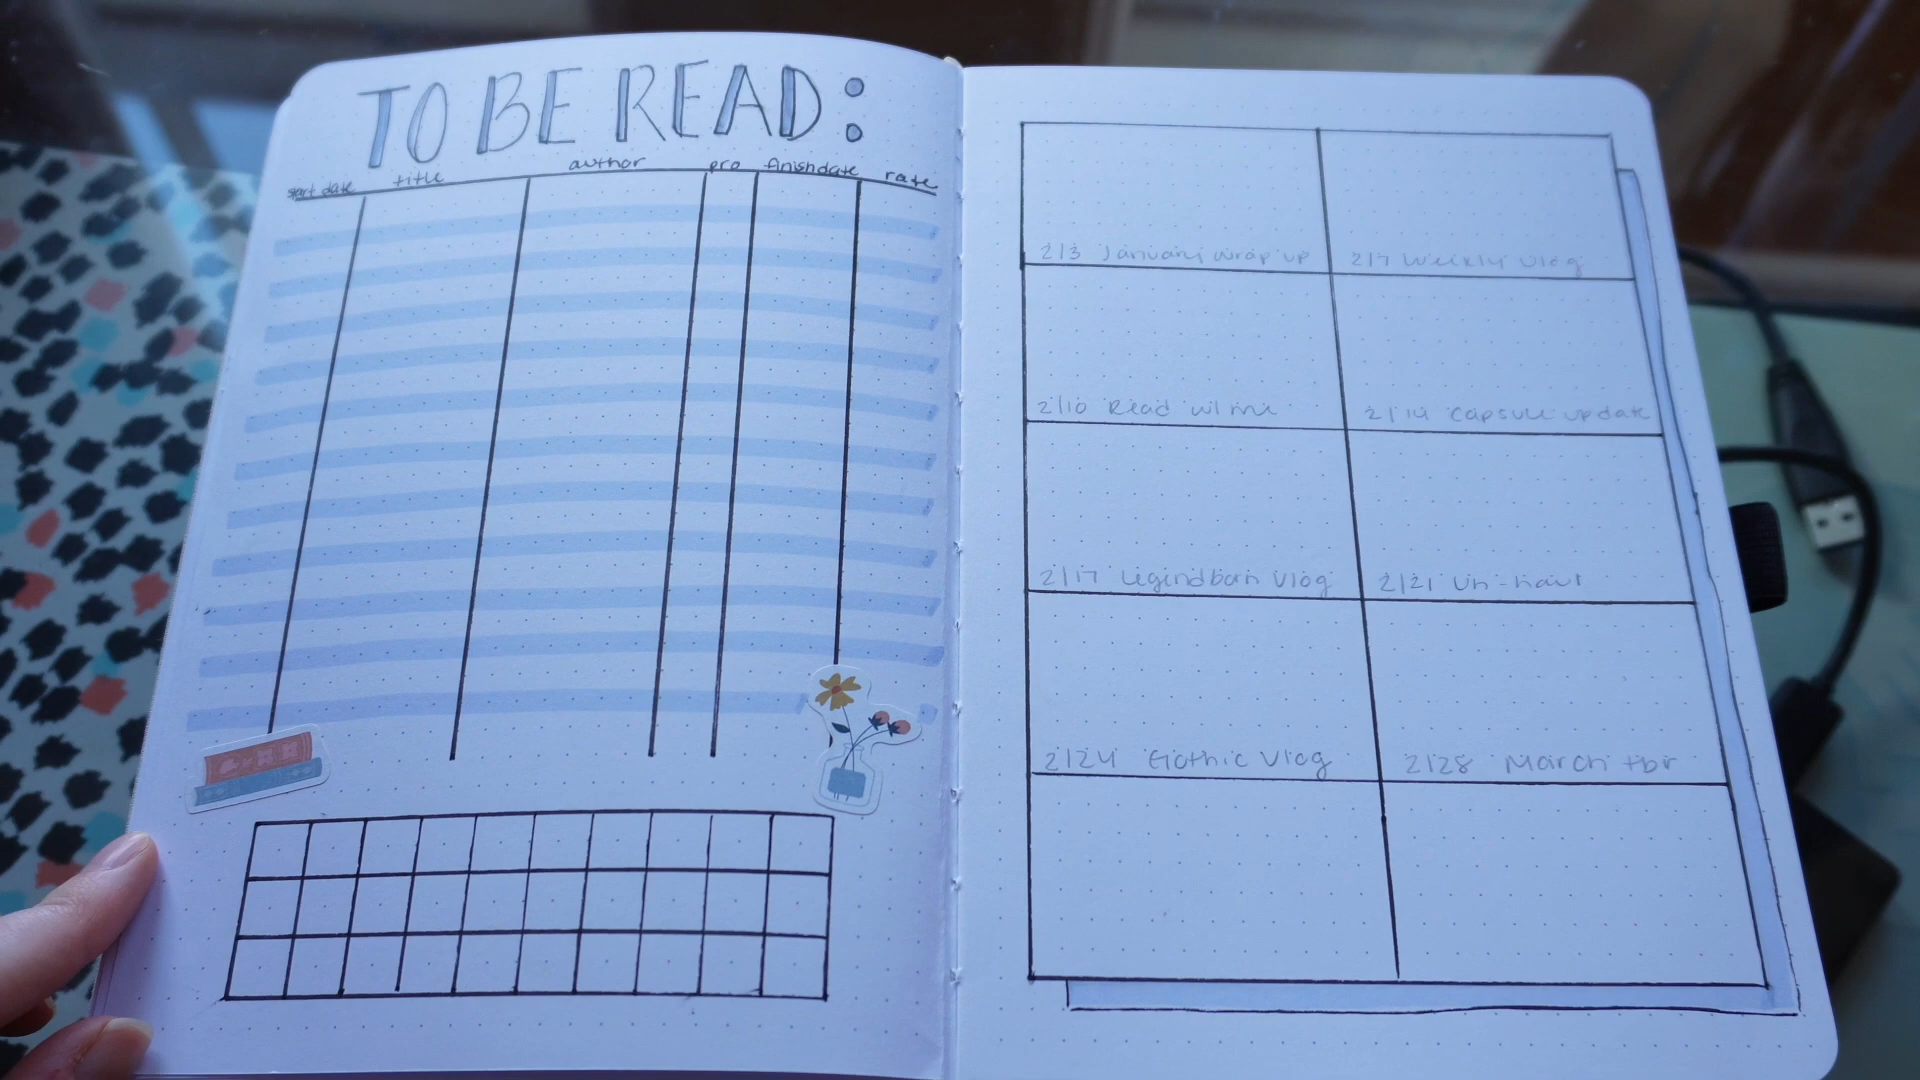 TO BE READ:
start date title author pro finish date rate
2/3 January wrap up
2/7 Weekly Vlog
2/10 Read w/ me
2/14 Capsule update
2/17 Legendborn Vlog
2/21 Un-haul
2/24 Gothic Vlog
2/28 March tbr